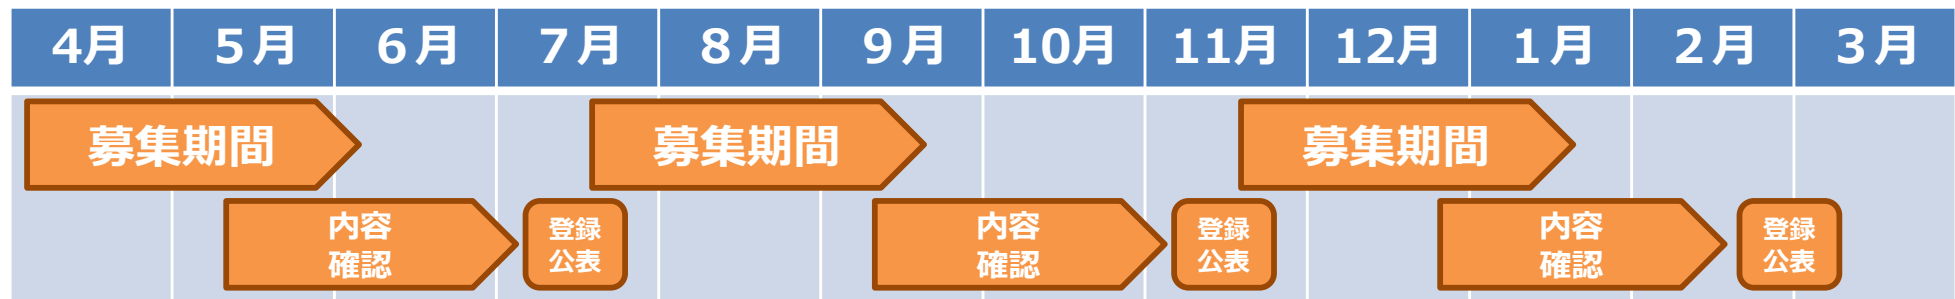 4月 5月 6月 7月 8月 9月 10月 11月 12月 1月 2月 3月
募集期間 募集期間 募集期間
内容
確認
登録
公表
内容
確認
登録
公表
内容
確認
登録
公表